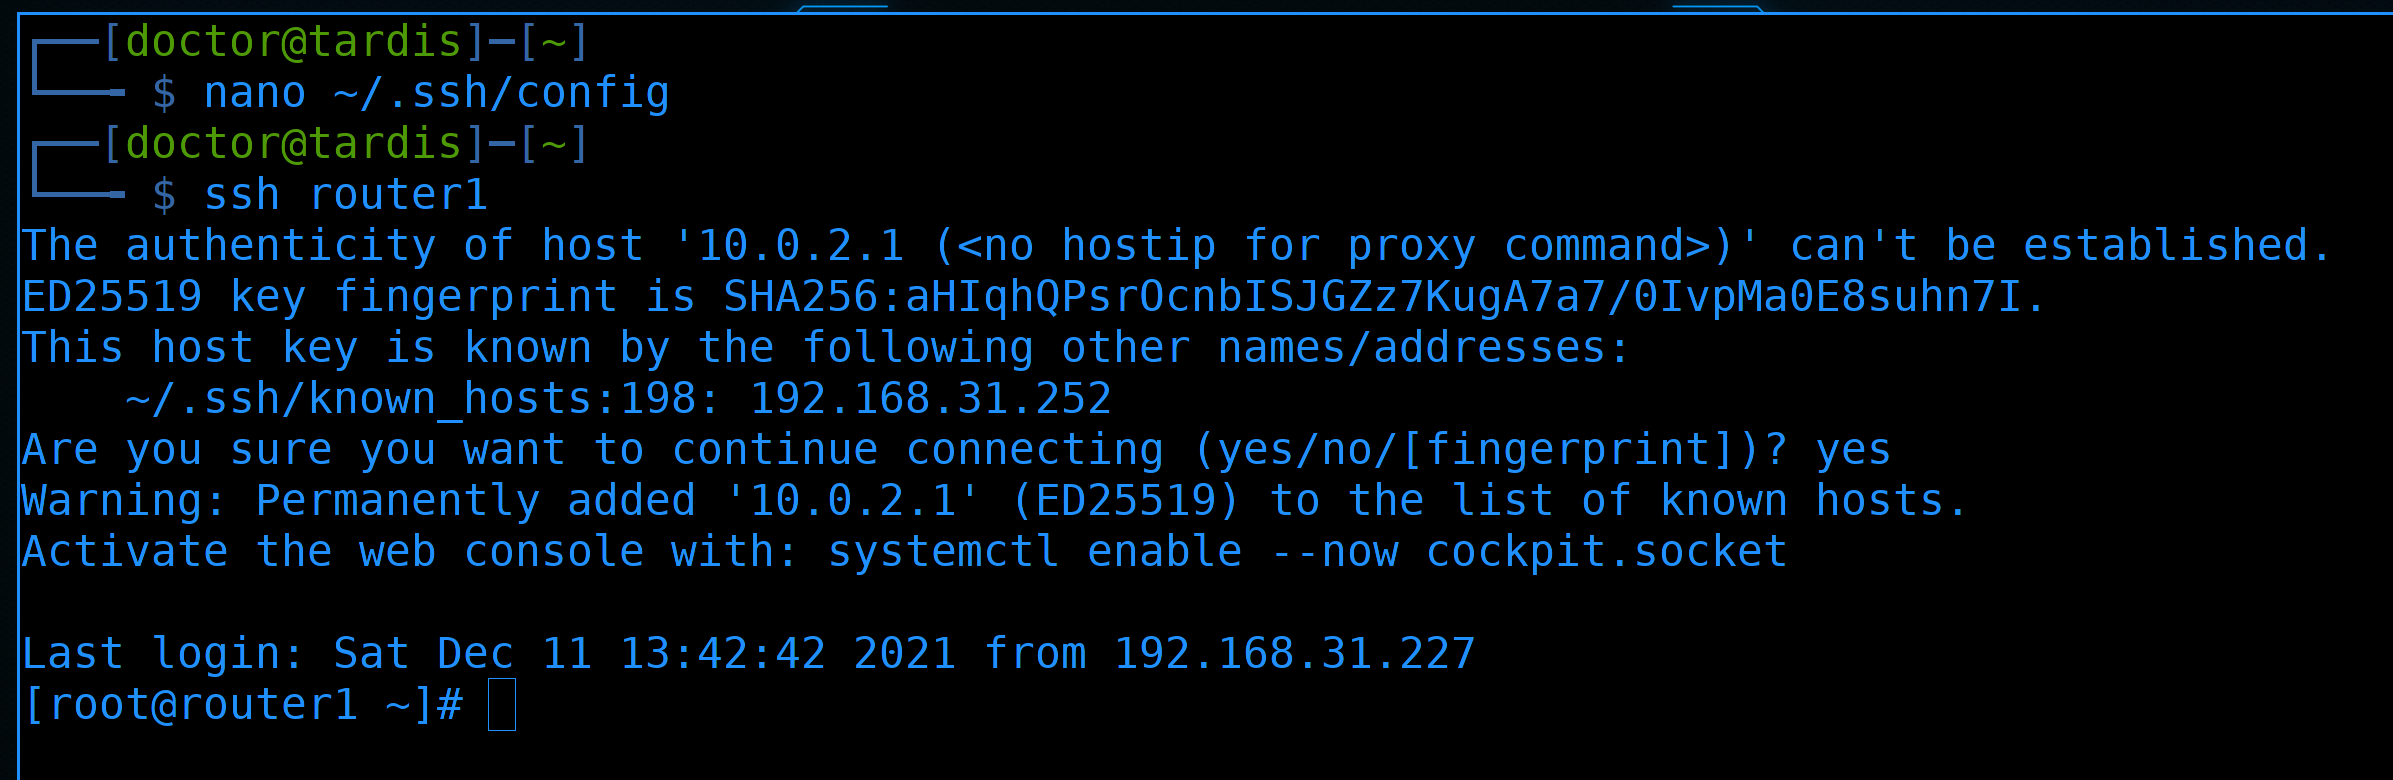 ┌──[doctor@tardis]─[~]
└──╼ $ nano ~/.ssh/config
┌──[doctor@tardis]─[~]
└──╼ $ ssh router1
The authenticity of host '10.0.2.1 (<no hostip for proxy command>)' can't be established.
ED25519 key fingerprint is SHA256:aHIqhQPsrOcnbISJGZz7KugA7a7/0IvpMa0E8suhn7I.
This host key is known by the following other names/addresses:
    ~/.ssh/known_hosts:198: 192.168.31.252
Are you sure you want to continue connecting (yes/no/[fingerprint])? yes
Warning: Permanently added '10.0.2.1' (ED25519) to the list of known hosts.
Activate the web console with: systemctl enable --now cockpit.socket

Last login: Sat Dec 11 13:42:42 2021 from 192.168.31.227
[root@router1 ~]#